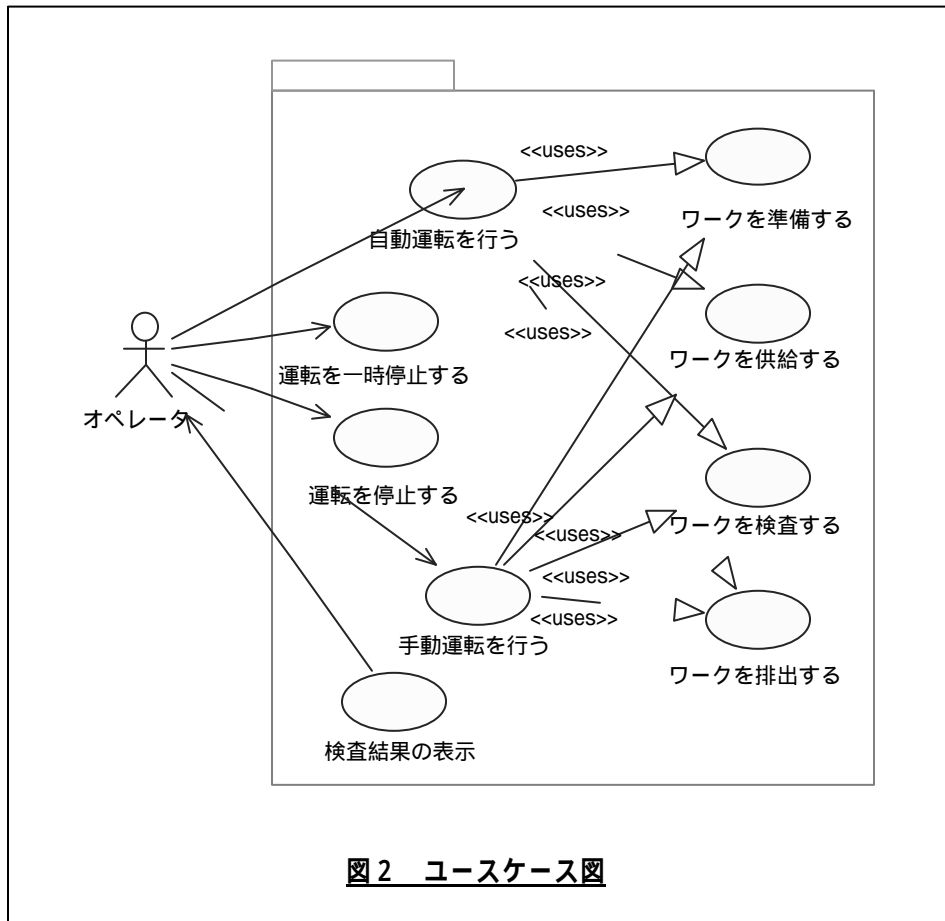 <<uses>>
<<uses>>
自動運転を行う
ワークを準備する
<<uses>>
<<uses>>
運転を一時停止する
ワークを供給する
オペレータ
運転を停止する
<<uses>>
<<uses>>
ワークを検査する
<<uses>>
<<uses>>
手動運転を行う
ワークを排出する
検査結果の表示
図2 ユースケース図